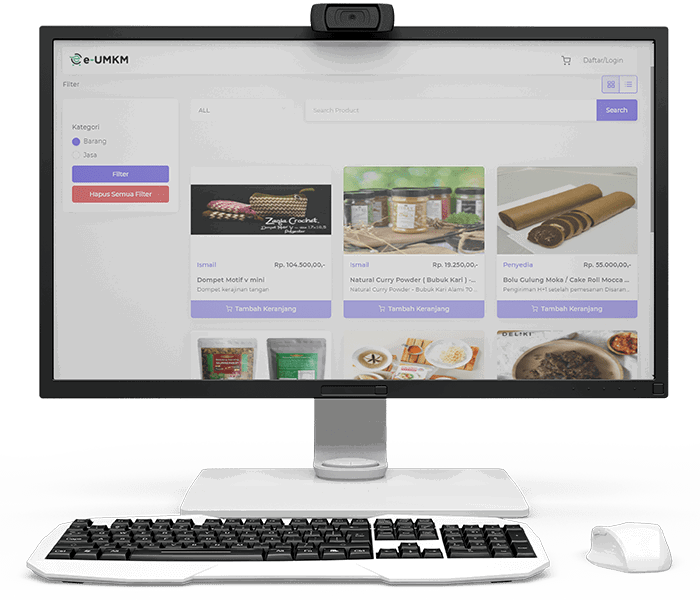 e-UMKM
Daftar/Login
Filter
Kategori
Barang
Jasa
Filter
Hapus Semua Filter
ALL
Search Product
Search
Zagla Crochet
Ismail
Rp. 104.500,00,-
Dompet Motif v mini
Dompet kerajinan tangan
Tambah Keranjang
Ismail
Rp. 19.250,00,-
Natural Curry Powder ( Bubuk Kari ) -...
Natural Curry Powder - Bubuk Kari Alami 70 ...
Tambah Keranjang
Penyedia
Rp. 55.000,00,-
Bolu Gulung Moka / Cake Roll Mocca ...
Penginiman H+1 setelah pemesanan Disaran...
Tambah Keranjang
DELIKI